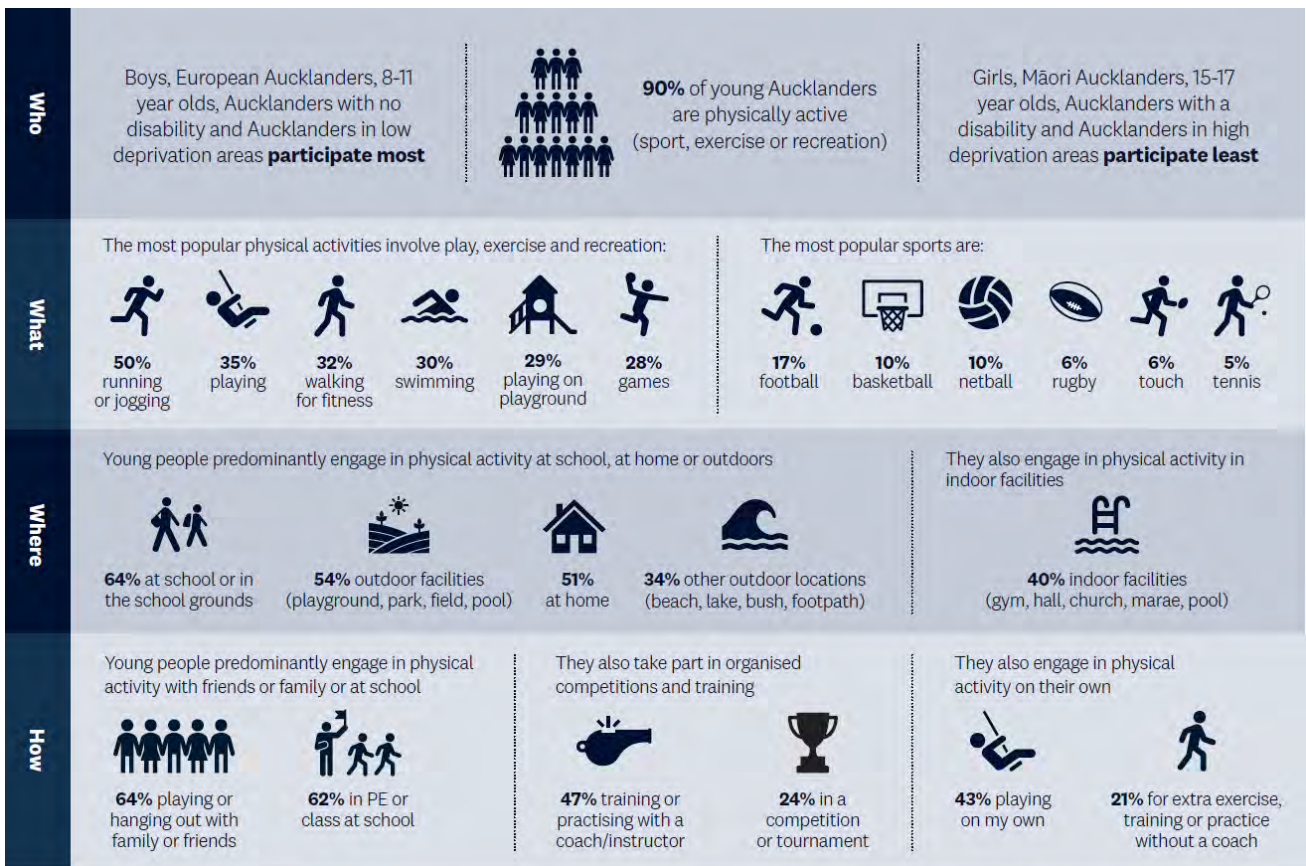 Who
Boys, European Aucklanders, 8-11
year olds, Aucklanders with no
disability and Aucklanders in low
deprivation areas participate most
90% of young Aucklanders
are physically active
(sport, exercise or recreation)
Girls, Māori Aucklanders, 15-17
year olds, Aucklanders with a
disability and Aucklanders in high
deprivation areas participate least
What
The most popular physical activities involve play, exercise and recreation:
50%
running
or jogging
35%
playing
32%
walking
for fitness
30%
swimming
29%
playing on
playground
28%
games
The most popular sports are:
17%
football
10%
basketball
10%
netball
6%
rugby
6%
touch
5%
tennis
Where
Young people predominantly engage in physical activity at school, at home or outdoors
64% at school or in
the school grounds
54% outdoor facilities
(playground, park, field, pool)
51%
at home
34% other outdoor locations
(beach, lake, bush, footpath)
They also engage in physical activity in
indoor facilities
40% indoor facilities
(gym, hall, church, marae, pool)
How
Young people predominantly engage in physical
activity with friends or family or at school
64% playing or
hanging out with
family or friends
62% in PE or
class at school
They also take part in organised
competitions and training
47% training or
practising with a
coach/instructor
24% in a
competition
or tournament
They also engage in physical
activity on their own
43% playing
on my own
21% for extra exercise,
training or practice
without a coach